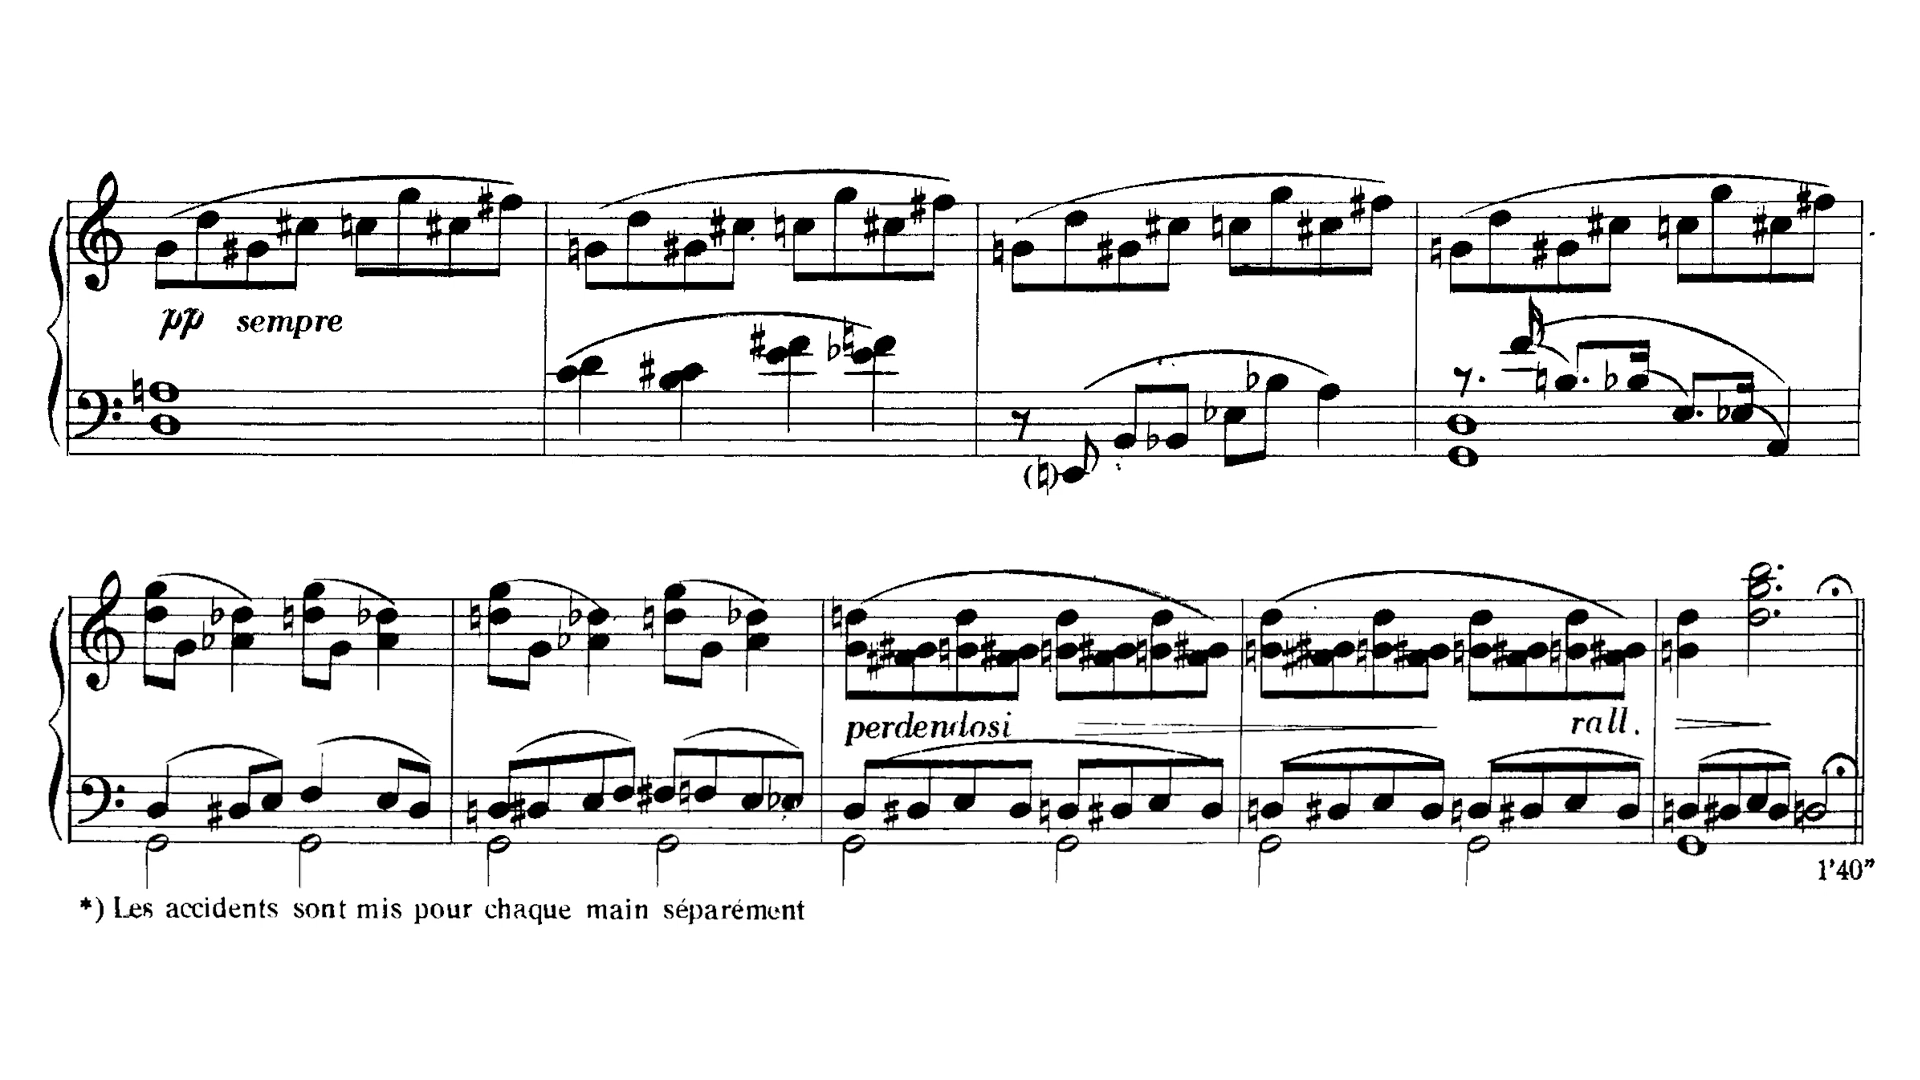 pp sempre
perdendosi rall.
1'40"
*) Les accidents sont mis pour chaque main séparément